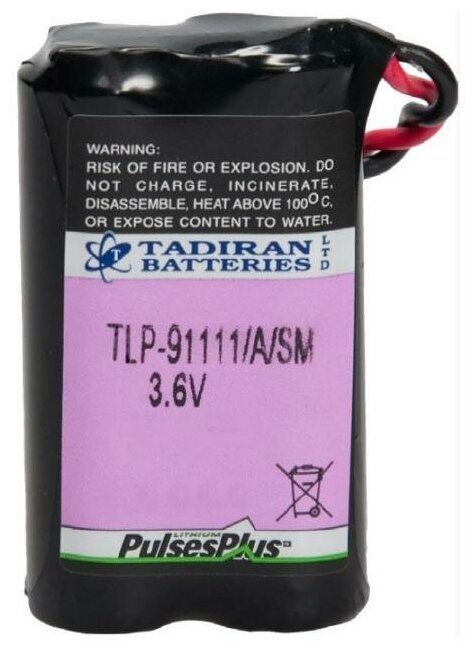 WARNING:
RISK OF FIRE OR EXPLOSION. DO
NOT CHARGE, INCINERATE,
DISASSEMBLE, HEAT ABOVE 100⁰ C,
OR EXPOSE CONTENT TO WATER.
T TADIRAN
BATTERIES LTD
TLP-91111/A/SM
3.6V
LITHIUM
PulsesPlus